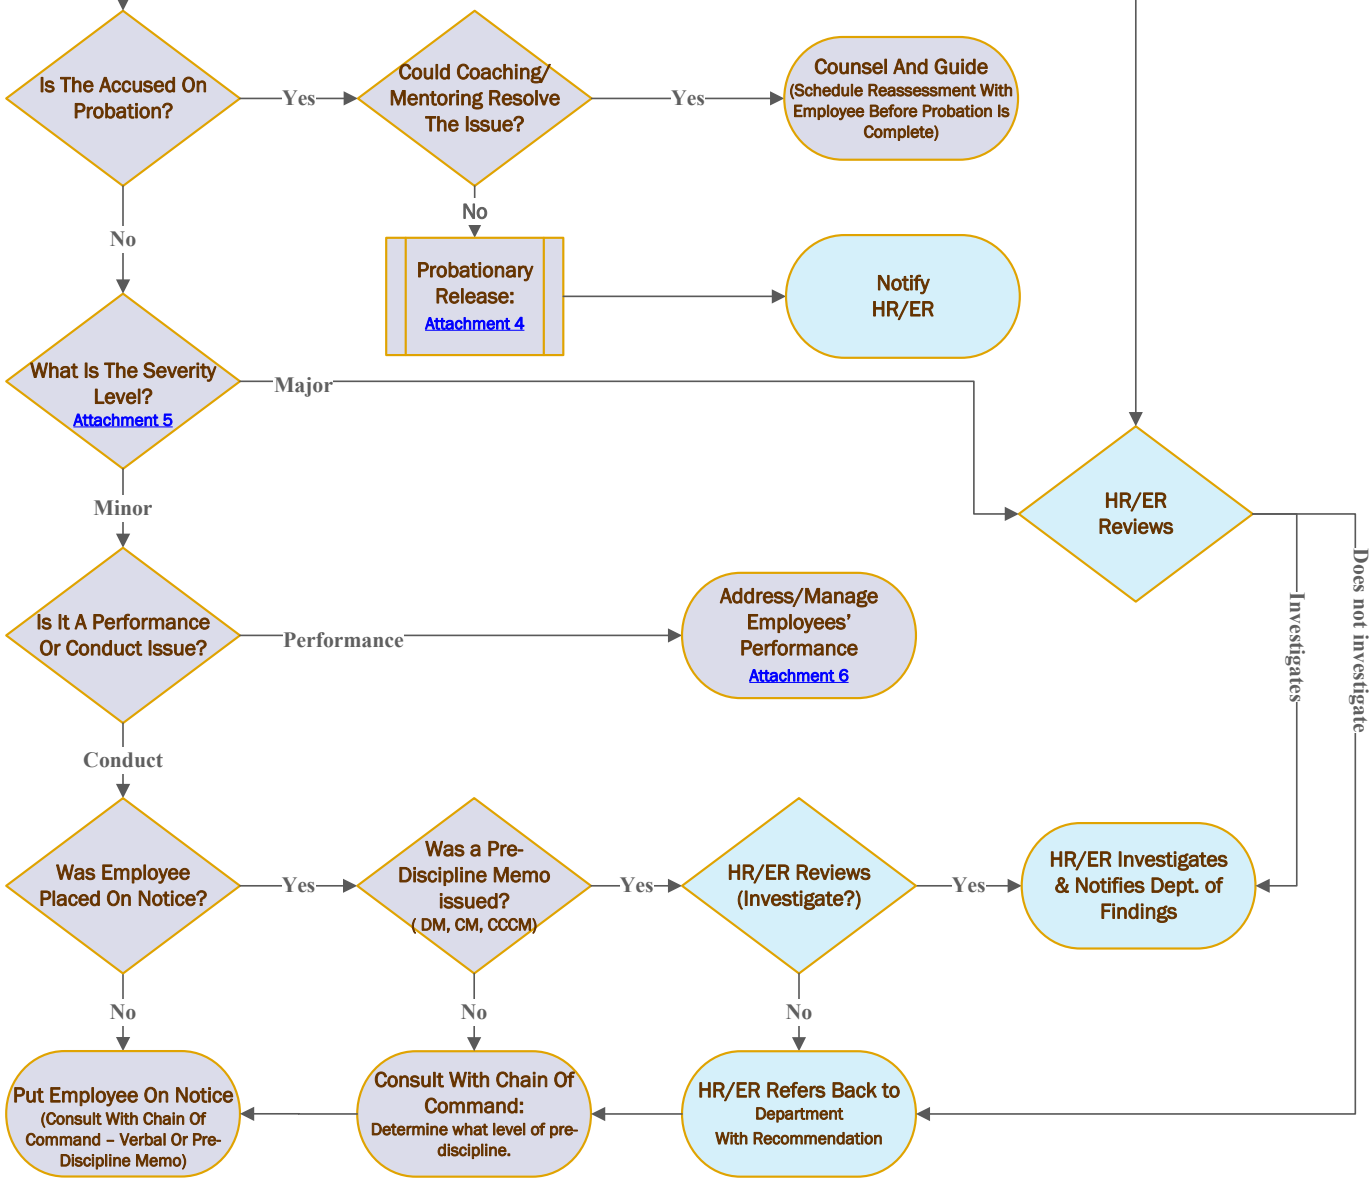 Is The Accused On
Probation?
Yes
Could Coaching/
Mentoring Resolve
The Issue?
Yes
Counsel And Guide
(Schedule Reassessment With
Employee Before Probation Is
Complete)
No
No
Probationary
Release:
Attachment 4
Notify
HR/ER
What Is The Severity
Level?
Attachment 5
Major
HR/ER
Reviews
Minor
Does not investigate
Investigates
Is It A Performance
Or Conduct Issue?
Performance
Address/Manage
Employees’
Performance
Attachment 6
Conduct
Was Employee
Placed On Notice?
Yes
Was a Pre-
Discipline Memo
issued?
( DM, CM, CCCM)
Yes
HR/ER Reviews
(Investigate?)
Yes
HR/ER Investigates
& Notifies Dept. of
Findings
No
No
No
Put Employee On Notice
(Consult With Chain Of
Command – Verbal Or Pre-
Discipline Memo)
Consult With Chain Of
Command:
Determine what level of pre-
discipline.
HR/ER Refers Back to
Department
With Recommendation